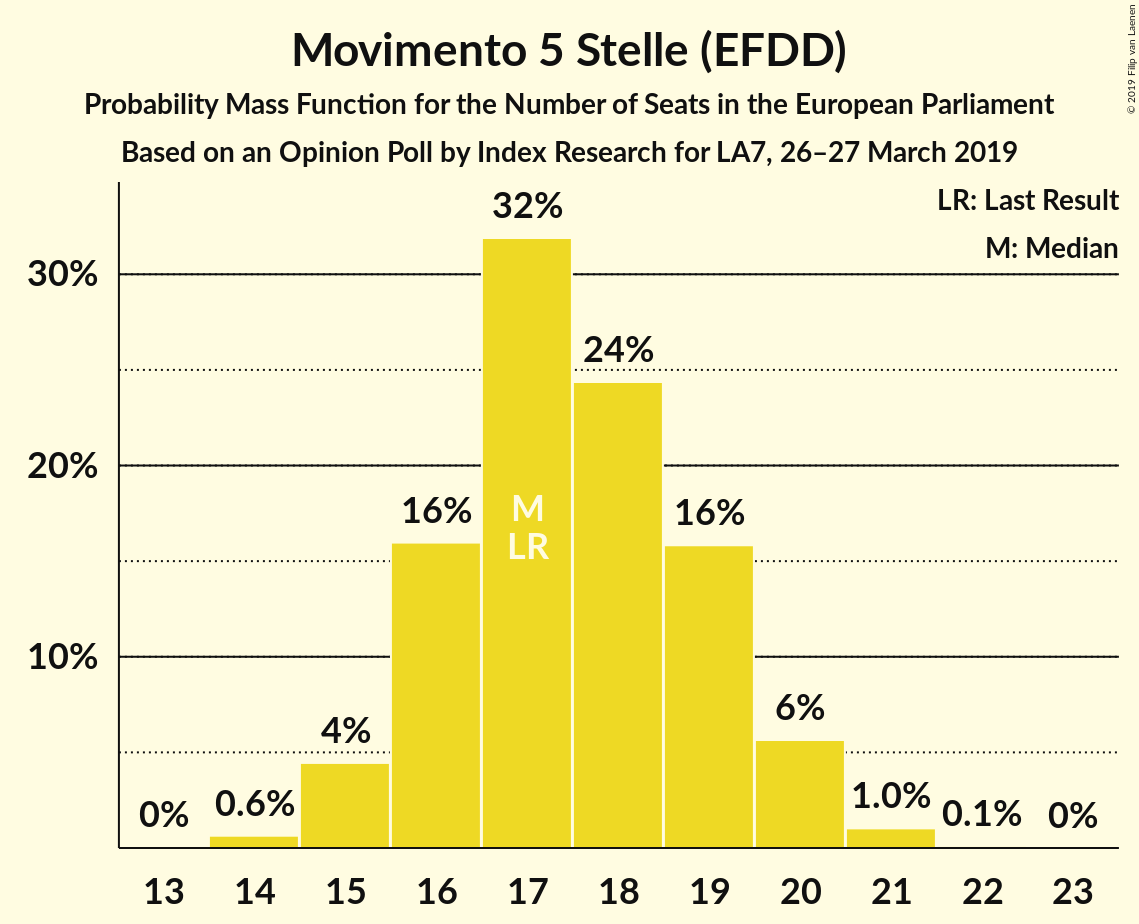 Movimento 5 Stelle (EFDD)
Probability Mass Function for the Number of Seats in the European Parliament
Based on an Opinion Poll by Index Research for LA7, 26–27 March 2019
© 2019 Filip van Laenen
LR: Last Result
M: Median
30%
20%
10%
0%
0.6%
4%
16%
32%
24%
16%
6%
1.0%
0.1%
0%
M
LR
13 14 15 16 17 18 19 20 21 22 23